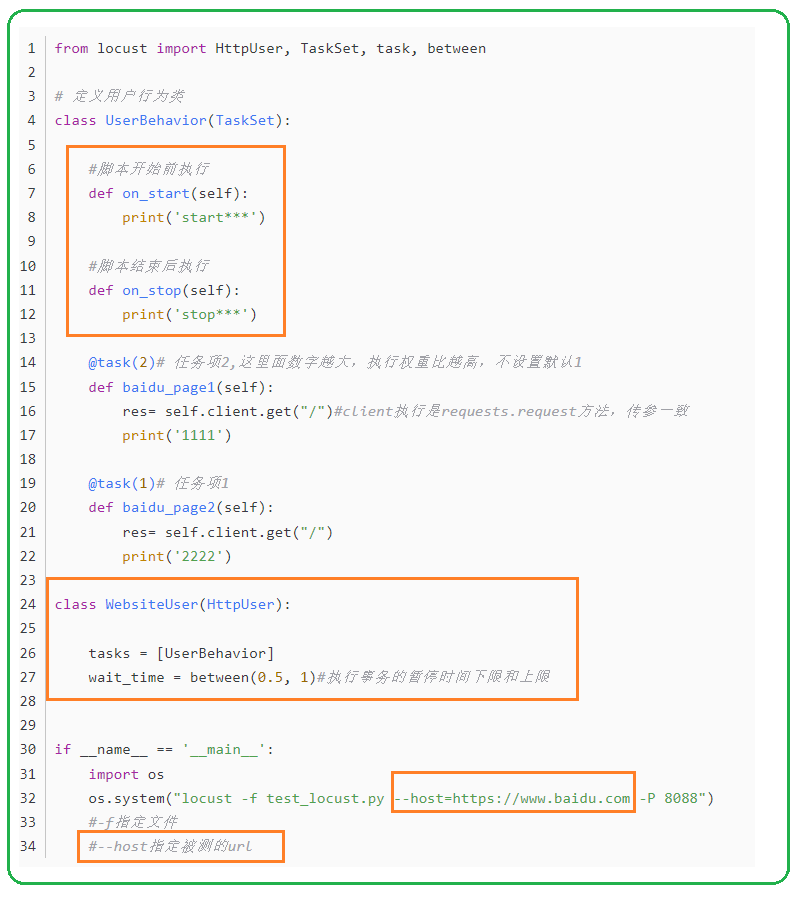 1 from locust import HttpUser, TaskSet, task, between
2
3 # 定义用户行为类
4 class UserBehavior(TaskSet):
5
6 #脚本开始前执行
7 def on_start(self):
8 print('start***')
9
10 #脚本结束后执行
11 def on_stop(self):
12 print('stop***')
13
14 @task(2)# 任务项2,这里面数字越大，执行权重比越高，不设置默认1
15 def baidu_page1(self):
16 res= self.client.get("/")#client执行是requests.request方法，传参一致
17 print('1111')
18
19 @task(1)# 任务项1
20 def baidu_page2(self):
21 res= self.client.get("/")
22 print('2222')
23
24 class WebsiteUser(HttpUser):
25
26 tasks = [UserBehavior]
27 wait_time = between(0.5, 1)#执行事务的暂停时间下限和上限
28
29
30 if __name__ == '__main__':
31 import os
32 os.system("locust -f test_locust.py --host=https://www.baidu.com -P 8088")
33 #-f指定文件
34 #--host指定被测的url